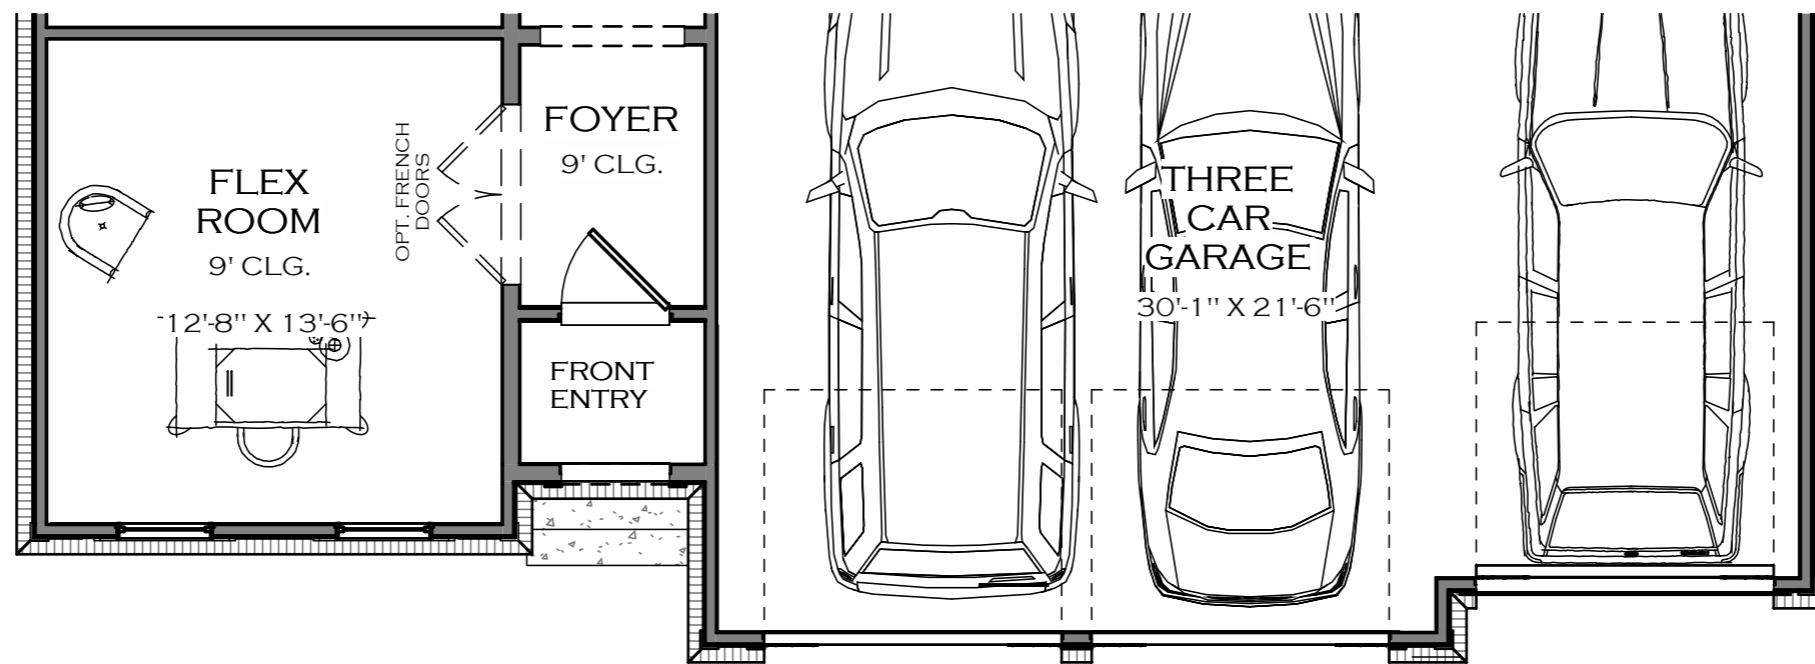 FLEX
ROOM
9' CLG.
12'-8" X 13'-6"
OPT. FRENCH
DOORS
FOYER
9' CLG.
FRONT
ENTRY
THREE
CAR
GARAGE
30'-1" X 21'-6"